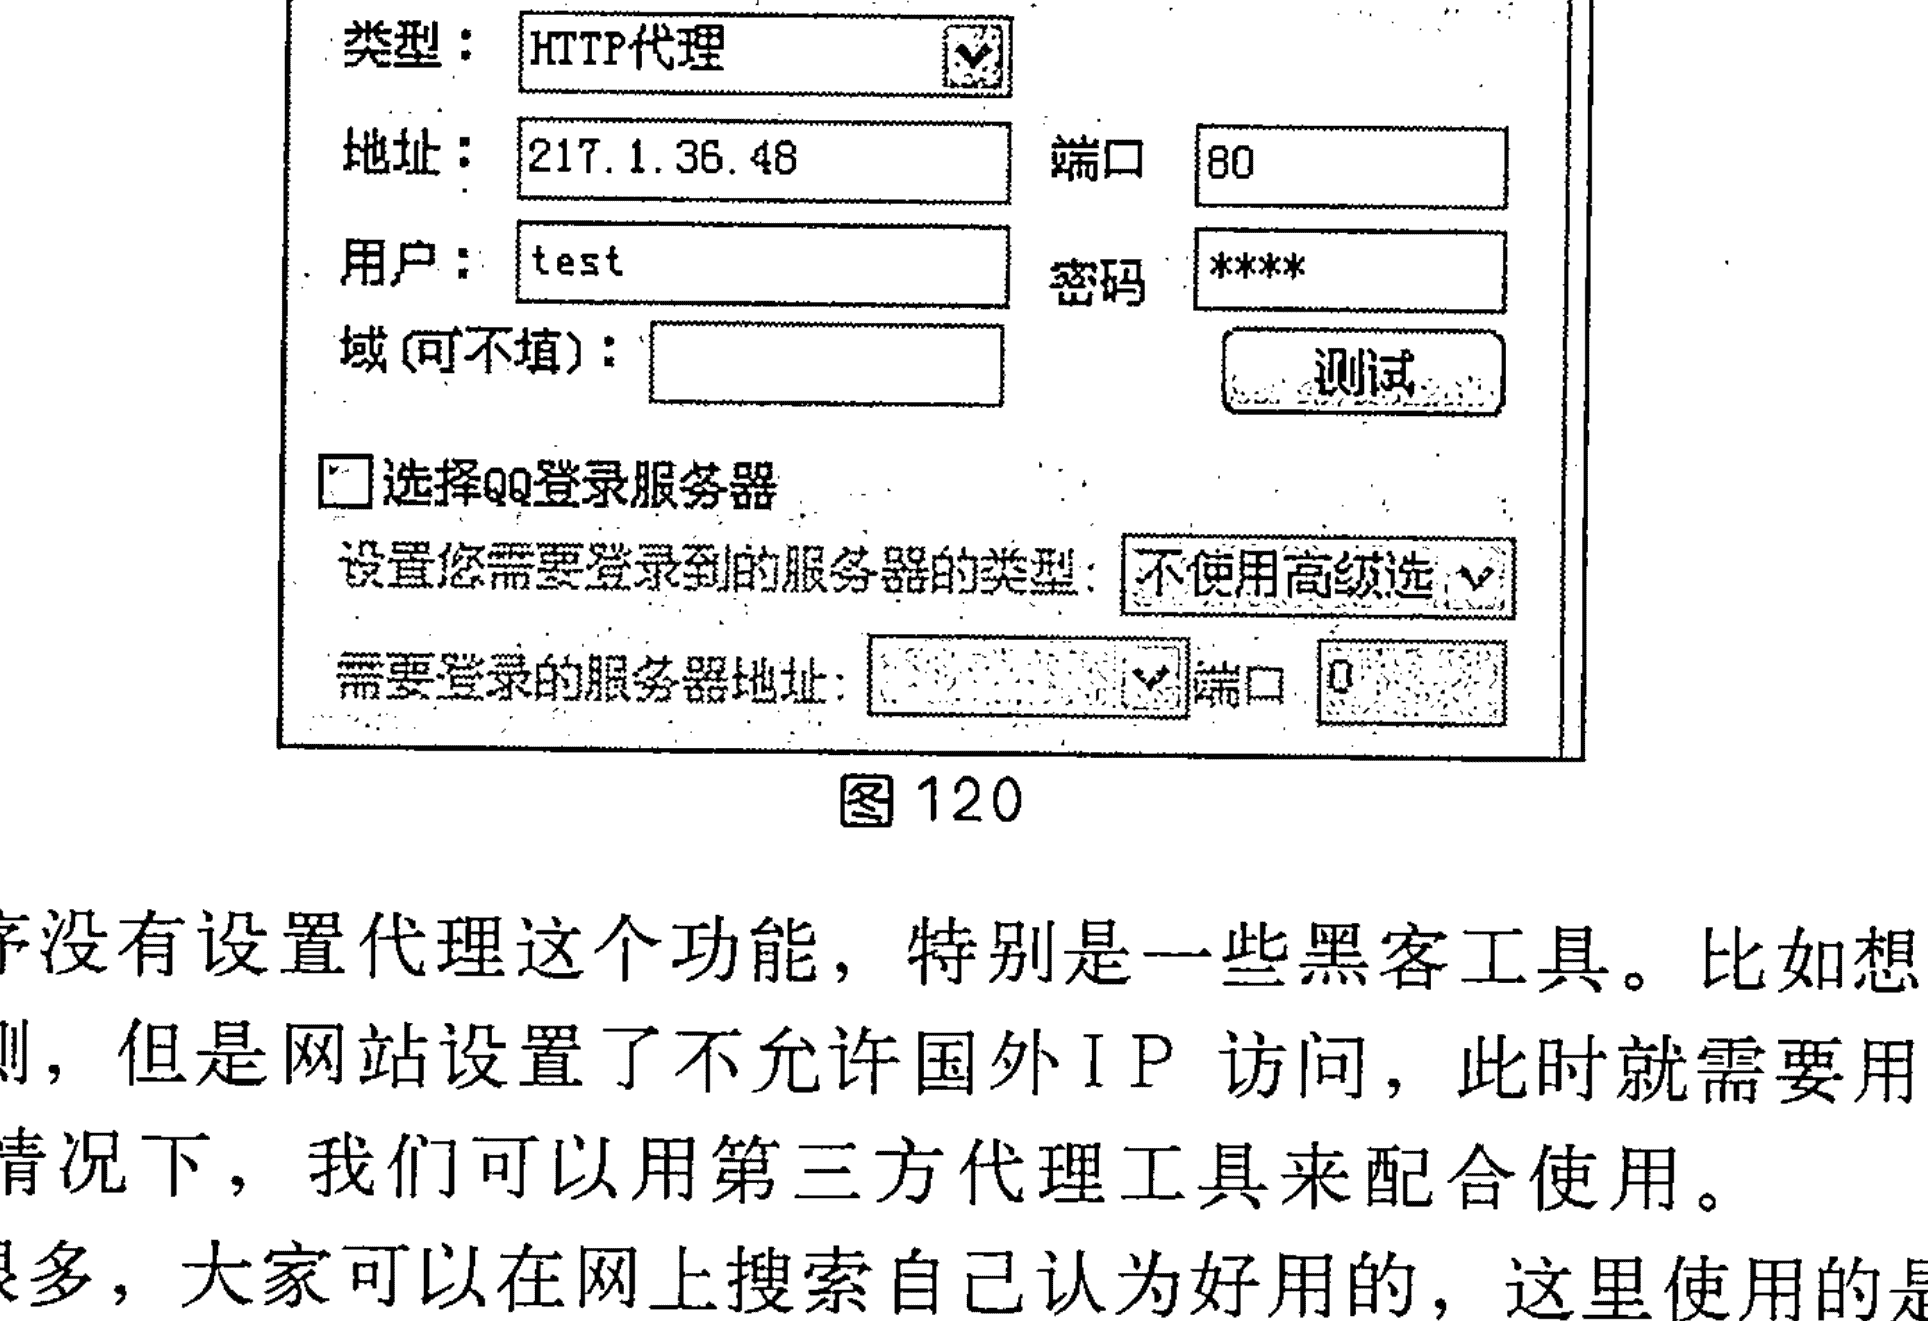 类型： HTTP代理
地址： 217.1.36.48 端口 80
用户： test 密码 ****
域(可不填)： 测试
选择QQ登录服务器
设置您需要登录到的服务器的类型: 不使用高级选
需要登录的服务器地址: 端口 0
图 120
序没有设置代理这个功能，特别是一些黑客工具。比如想
测，但是网站设置了不允许国外IP 访问，此时就需要用
情况下，我们可以用第三方代理工具来配合使用。
很多，大家可以在网上搜索自己认为好用的，这里使用的是